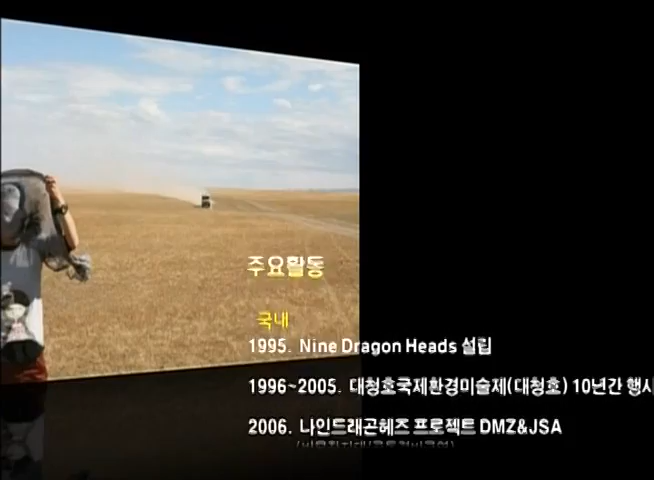 주요활동
국내
1995. Nine Dragon Heads 설립
1996~2005. 대청호국제환경미술제(대청호) 10년간 행사
2006. 나인드래곤헤즈 프로젝트 DMZ&JSA